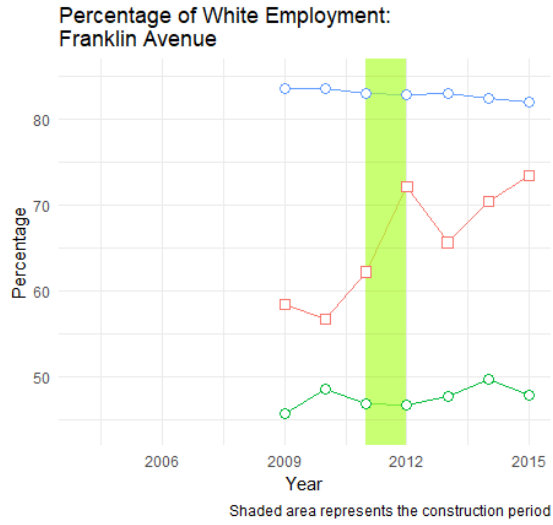 Percentage of White Employment:
Franklin Avenue
80
70
60
50
Percentage
2006 2009 2012 2015
Year
Shaded area represents the construction period